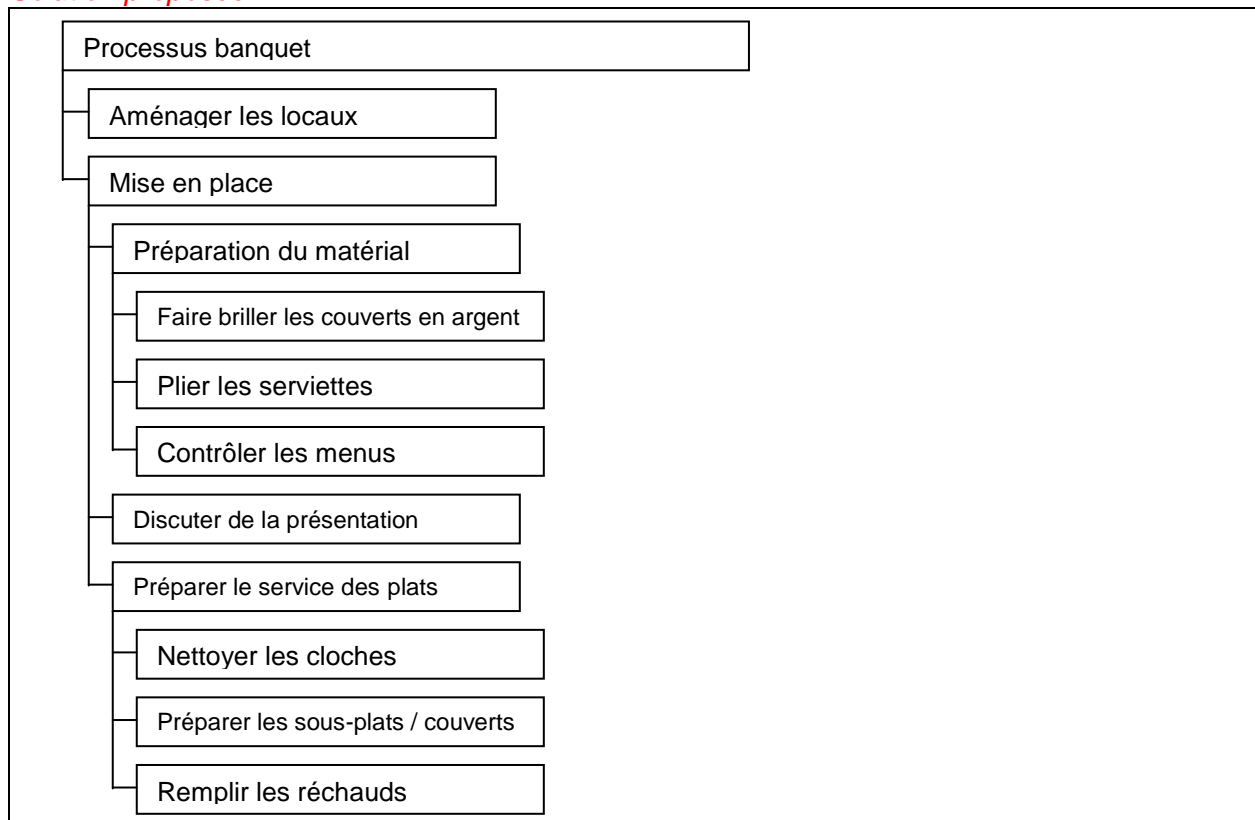 Processus banquet
Aménager les locaux
Mise en place
Préparation du matérial
Faire briller les couverts en argent
Plier les serviettes
Contrôler les menus
Discuter de la présentation
Préparer le service des plats
Nettoyer les cloches
Préparer les sous-plats / couverts
Remplir les réchauds